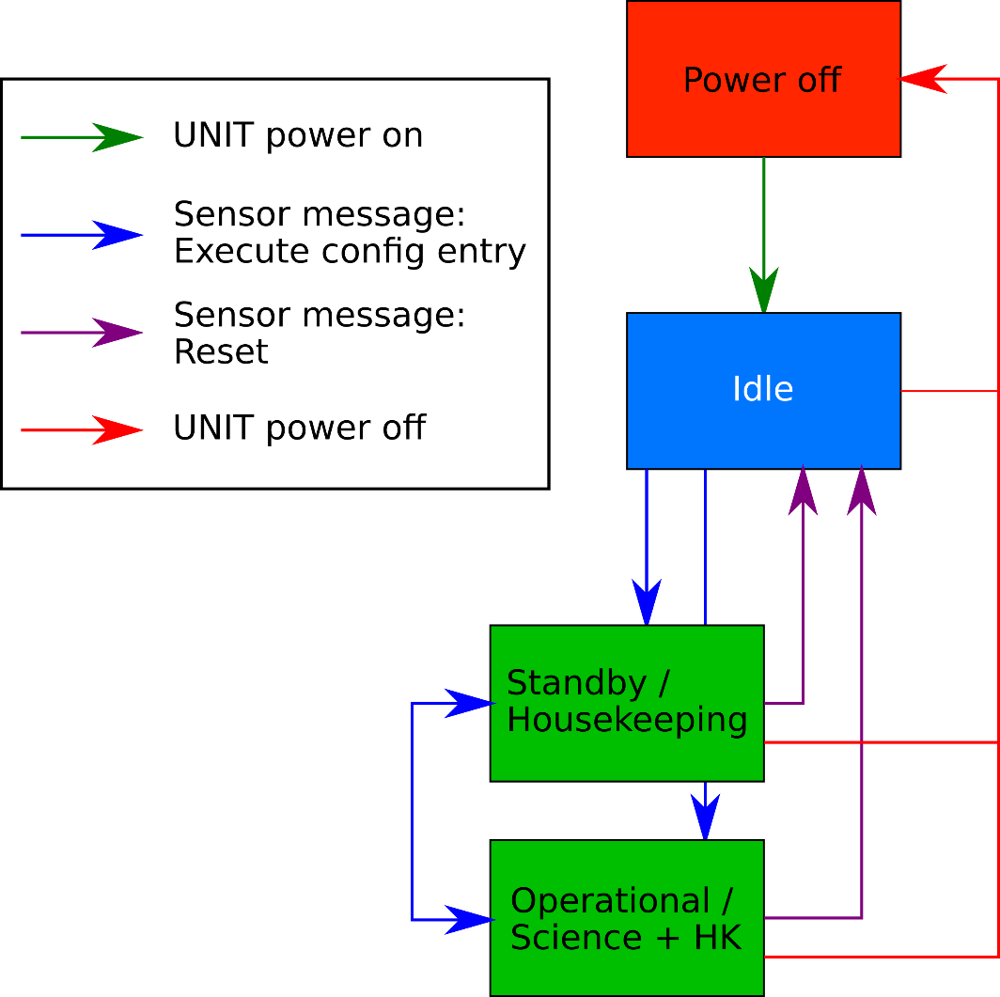 Power off
UNIT power on
Sensor message:
Execute config entry
Sensor message:
Reset
UNIT power off
Idle
Standby /
Housekeeping
Operational /
Science + HK